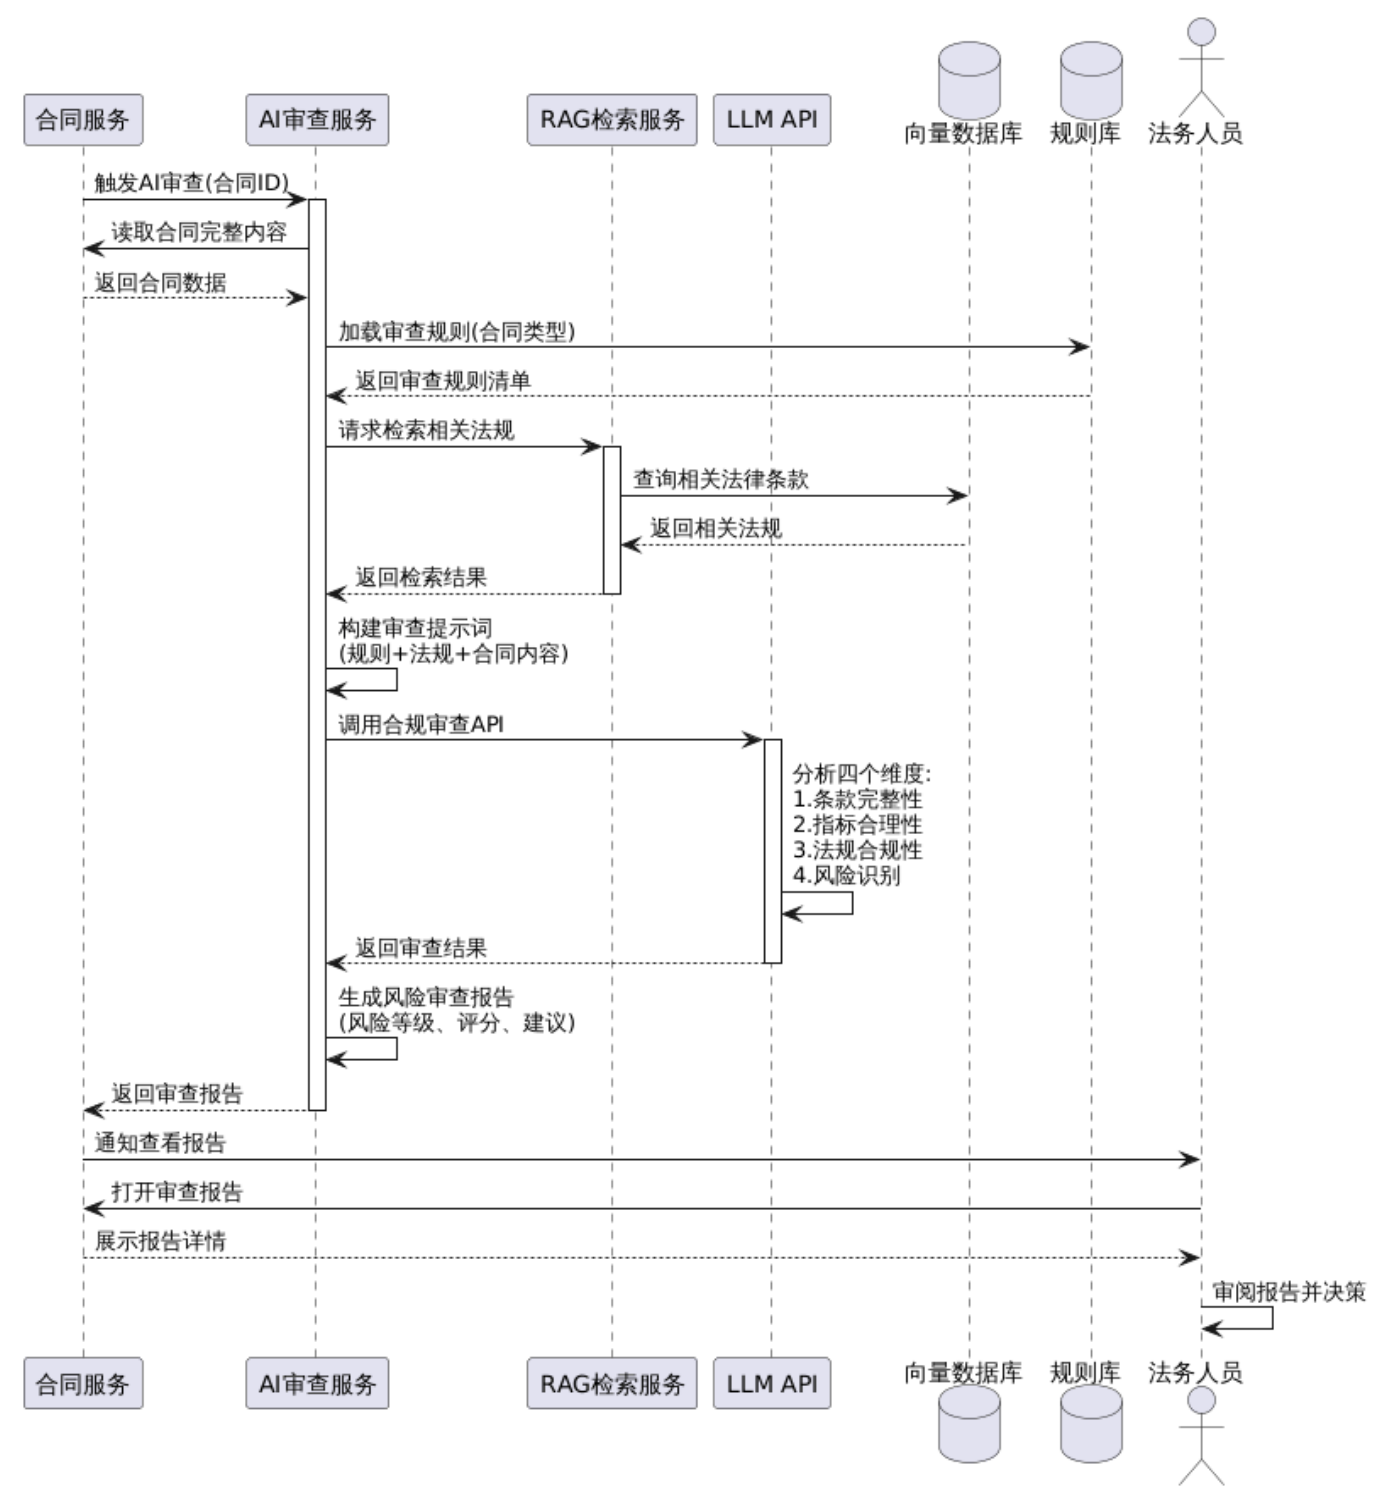 合同服务
AI审查服务
RAG检索服务
LLM API
向量数据库
规则库
法务人员
触发AI审查(合同ID)
读取合同完整内容
返回合同数据
加载审查规则(合同类型)
返回审查规则清单
请求检索相关法规
查询相关法律条款
返回相关法规
返回检索结果
构建审查提示词
(规则+法规+合同内容)
调用合规审查API
分析四个维度:
1.条款完整性
2.指标合理性
3.法规合规性
4.风险识别
返回审查结果
生成风险审查报告
(风险等级、评分、建议)
返回审查报告
通知查看报告
打开审查报告
展示报告详情
审阅报告并决策
合同服务
AI审查服务
RAG检索服务
LLM API
向量数据库
规则库
法务人员